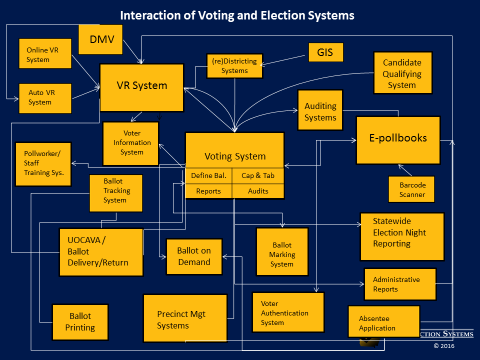 Interaction of Voting and Election Systems
DMV
Online VR
System
(re)Districting
Systems
GIS
Candidate
Qualifying
System
VR System
Auto VR
System
Auditing
Systems
Voter
Information
System
E-pollbooks
Pollworker/
Staff
Training Sys.
Voting System
Define Bal.
Cap & Tab
Reports
Audits
Ballot
Tracking
System
Barcode
Scanner
UOCAVA /
Ballot
Delivery/Return
Ballot on
Demand
Ballot
Marking
System
Statewide
Election Night
Reporting
Administrative
Reports
Ballot
Printing
Precinct Mgt
Systems
Voter
Authentication
System
Absentee
Application
CTION SYSTEMS
© 2016